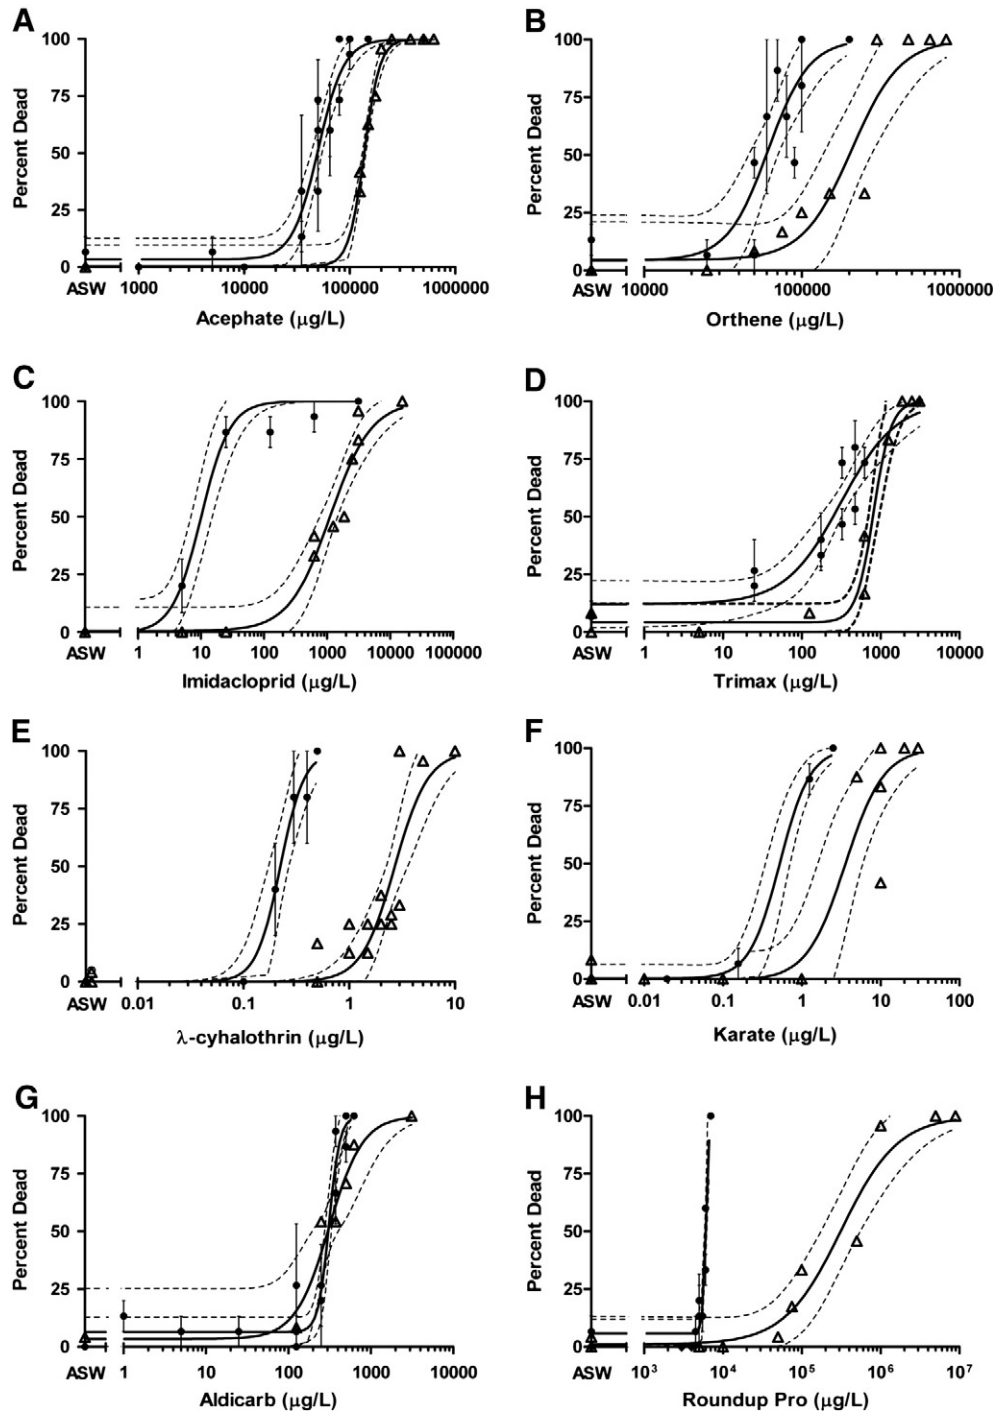 A
Percent Dead
100
75
50
25
0
ASW 1000 10000 100000 1000000
Acephate (μg/L)
B
Percent Dead
100
75
50
25
0
ASW 10000 100000 1000000
Orthene (μg/L)
C
Percent Dead
100
75
50
25
0
ASW 1 10 100 1000 10000 100000
Imidacloprid (μg/L)
D
Percent Dead
100
75
50
25
0
ASW 1 10 100 1000 10000
Trimax (μg/L)
E
Percent Dead
100
75
50
25
0
ASW 0.01 0.1 1 10
λ-cyhalothrin (μg/L)
F
Percent Dead
100
75
50
25
0
ASW 0.01 0.1 1 10 100
Karate (μg/L)
G
Percent Dead
100
75
50
25
0
ASW 1 10 100 1000 10000
Aldicarb (μg/L)
H
Percent Dead
100
75
50
25
0
ASW 10³ 10⁴ 10⁵ 10⁶ 10⁷
Roundup Pro (μg/L)